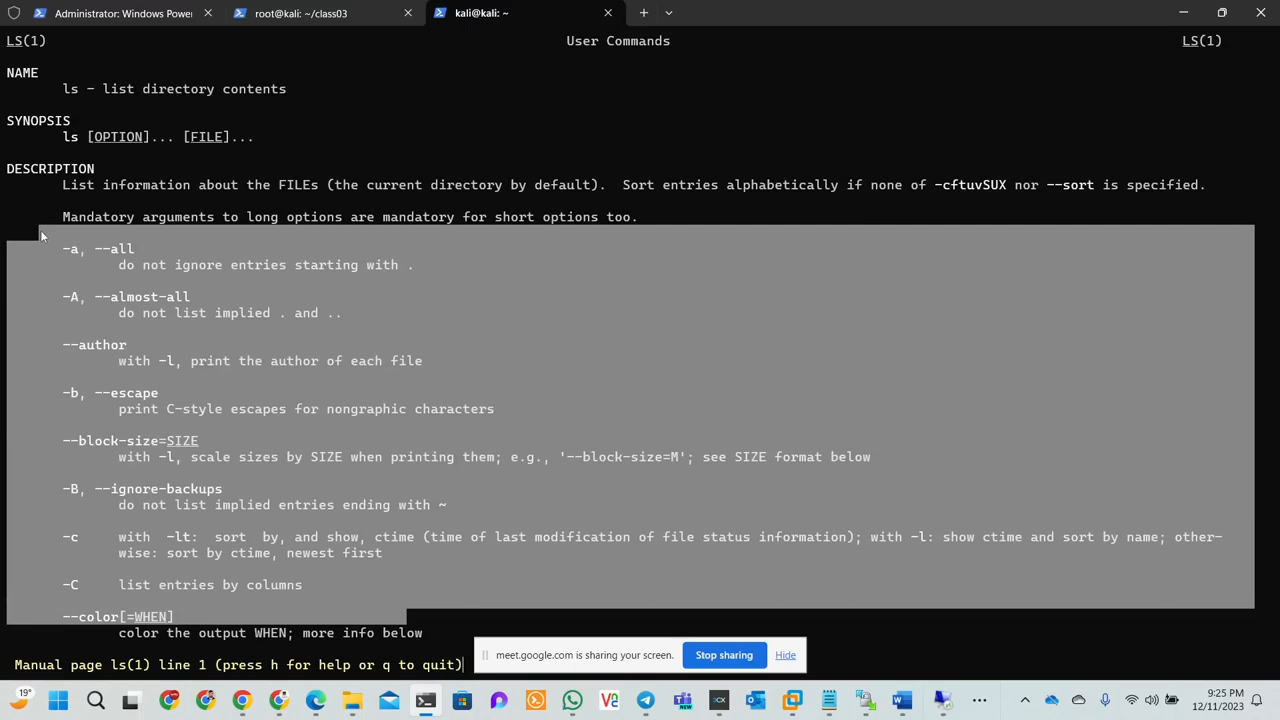 Administrator: Windows Power
root@kali: ~/class03
kali@kali: ~
LS(1)                    User Commands                    LS(1)
NAME
ls - list directory contents
SYNOPSIS
ls [OPTION]... [FILE]...
DESCRIPTION
List information about the FILEs (the current directory by default).  Sort entries alphabetically if none of -cftuvSUX nor --sort is specified.
Mandatory arguments to long options are mandatory for short options too.
-a, --all
do not ignore entries starting with .
-A, --almost-all
do not list implied . and ..
--author
with -l, print the author of each file
-b, --escape
print C-style escapes for nongraphic characters
--block-size=SIZE
with -l, scale sizes by SIZE when printing them; e.g., '--block-size=M'; see SIZE format below
-B, --ignore-backups
do not list implied entries ending with ~
-c     with  -lt:  sort  by, and show, ctime (time of last modification of file status information); with -l: show ctime and sort by name; other-
wise: sort by ctime, newest first
-C     list entries by columns
--color[=WHEN]
color the output WHEN; more info below
Manual page ls(1) line 1 (press h for help or q to quit)
meet.google.com is sharing your screen. Stop sharing Hide
19°
9:25 PM
12/11/2023